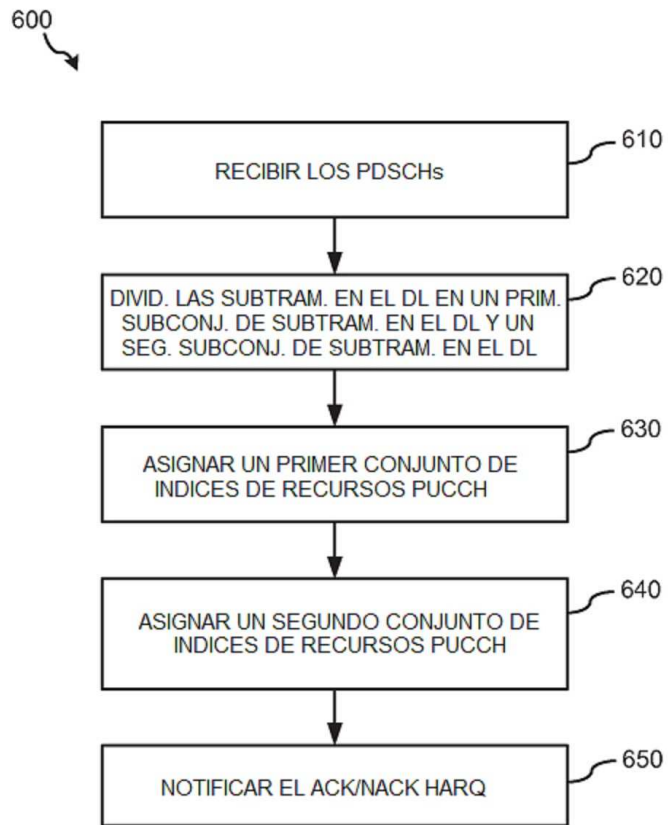 600
610
RECIBIR LOS PDSCHs
620
DIVID. LAS SUBTRAM. EN EL DL EN UN PRIM.
SUBCONJ. DE SUBTRAM. EN EL DL Y UN
SEG. SUBCONJ. DE SUBTRAM. EN EL DL
630
ASIGNAR UN PRIMER CONJUNTO DE
INDICES DE RECURSOS PUCCH
640
ASIGNAR UN SEGUNDO CONJUNTO DE
INDICES DE RECURSOS PUCCH
650
NOTIFICAR EL ACK/NACK HARQ